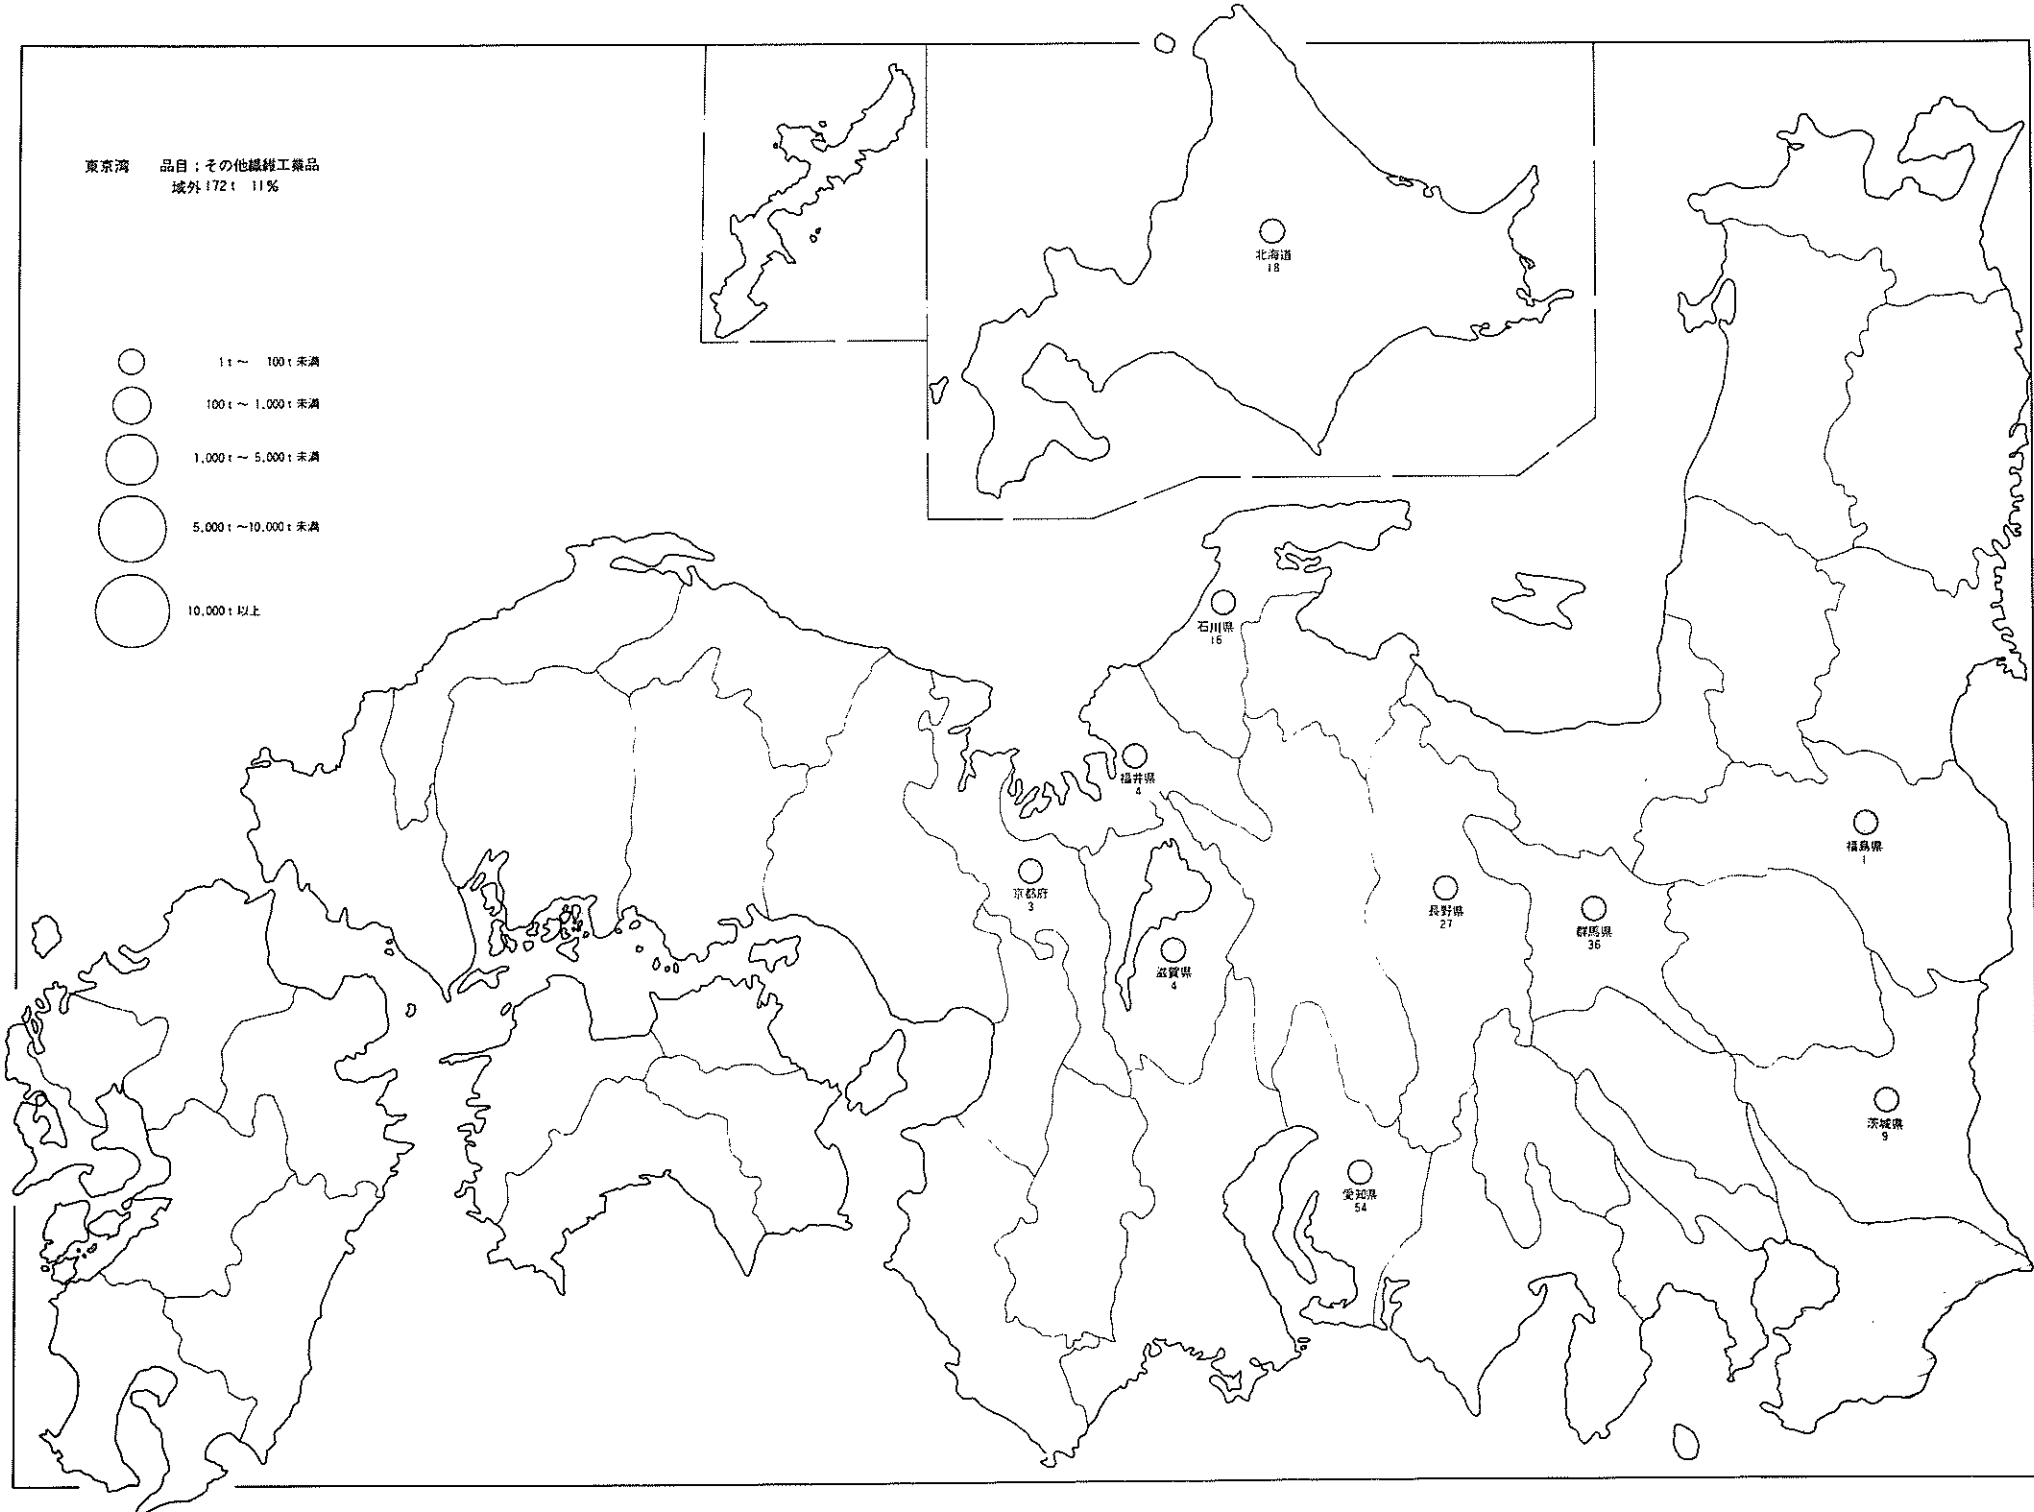 東京湾　品目；その他繊維工業品
域外172t 11%
1t～ 100t未満
100t～1,000t未満
1,000t～5,000t未満
5,000t～10,000t未満
10,000t以上
北海道
18
石川県
16
福井県
4
福島県
1
京都府
3
長野県
27
群馬県
36
滋賀県
4
茨城県
9
愛知県
54